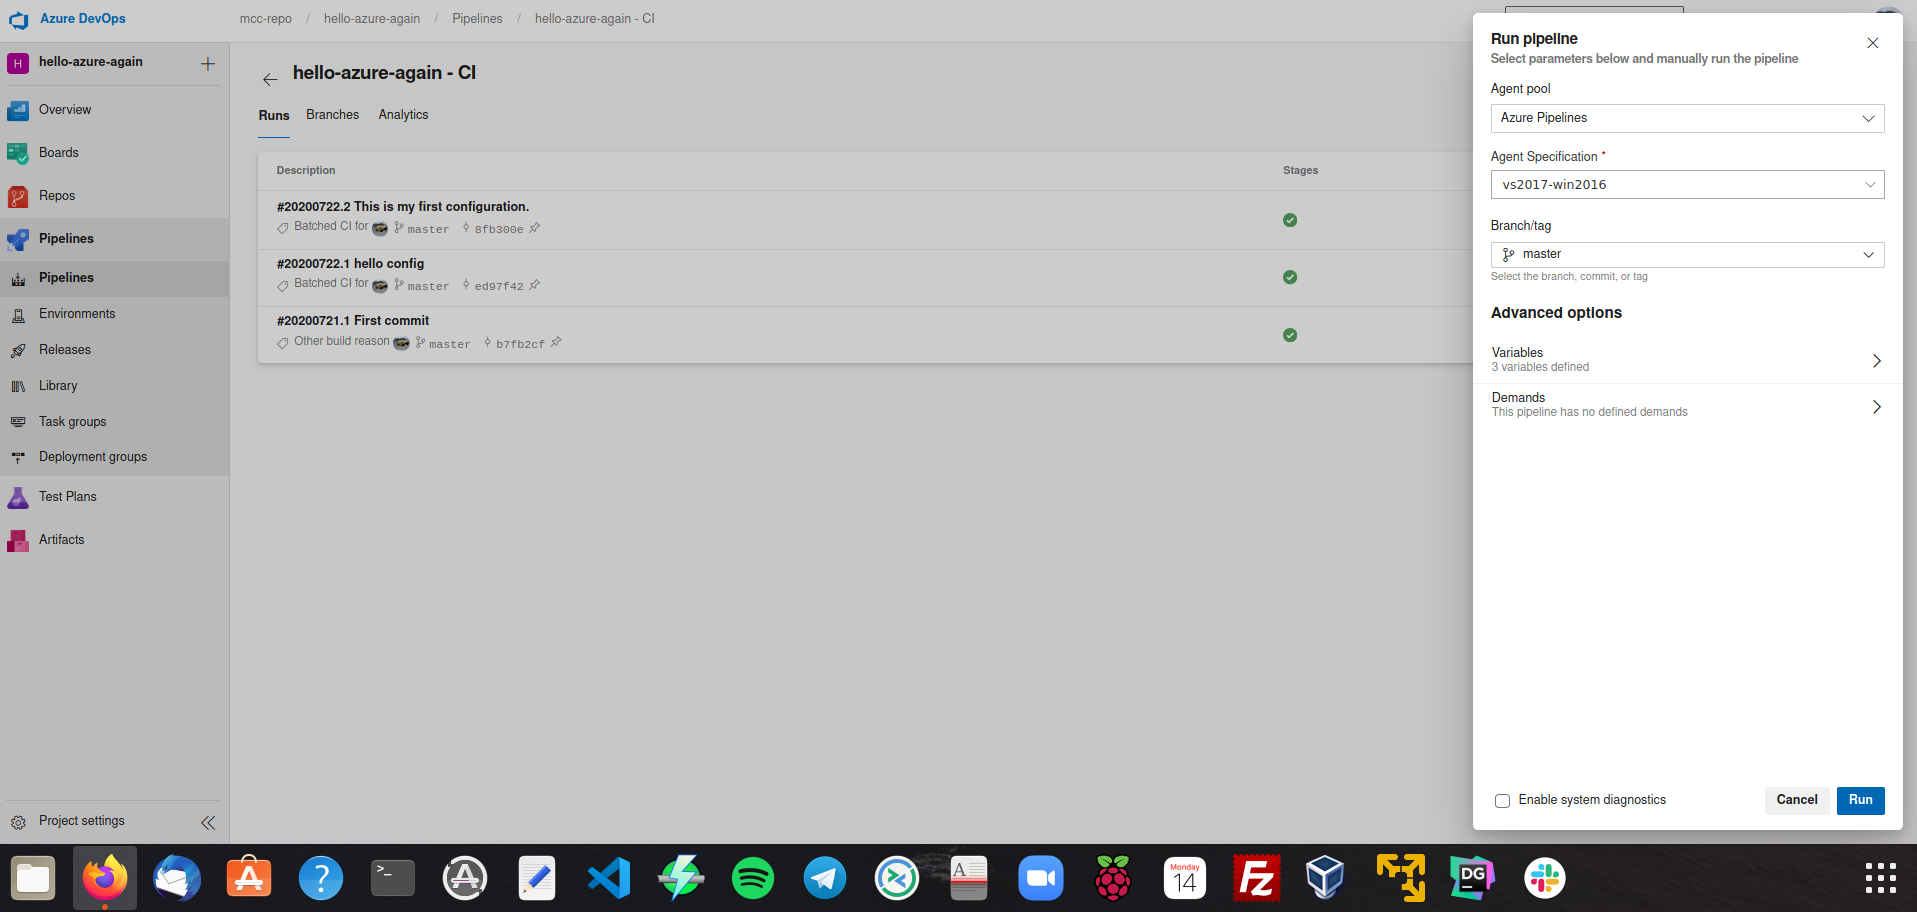 Azure DevOps
mcc-repo / hello-azure-again / Pipelines / hello-azure-again - CI
H hello-azure-again
Overview
Boards
Repos
Pipelines
Pipelines
Environments
Releases
Library
Task groups
Deployment groups
Test Plans
Artifacts
Project settings
hello-azure-again - CI
Runs Branches Analytics
Description Stages
#20200722.2 This is my first configuration.
Batched CI for master 8fb300e
#20200722.1 hello config
Batched CI for master ed97f42
#20200721.1 First commit
Other build reason master b7fb2cf
Run pipeline
Select parameters below and manually run the pipeline
Agent pool
Azure Pipelines
Agent Specification *
vs2017-win2016
Branch/tag
master
Select the branch, commit, or tag
Advanced options
Variables
3 variables defined
Demands
This pipeline has no defined demands
Enable system diagnostics Cancel Run
A
?
>_
A
A
Monday
14
Fz
DG